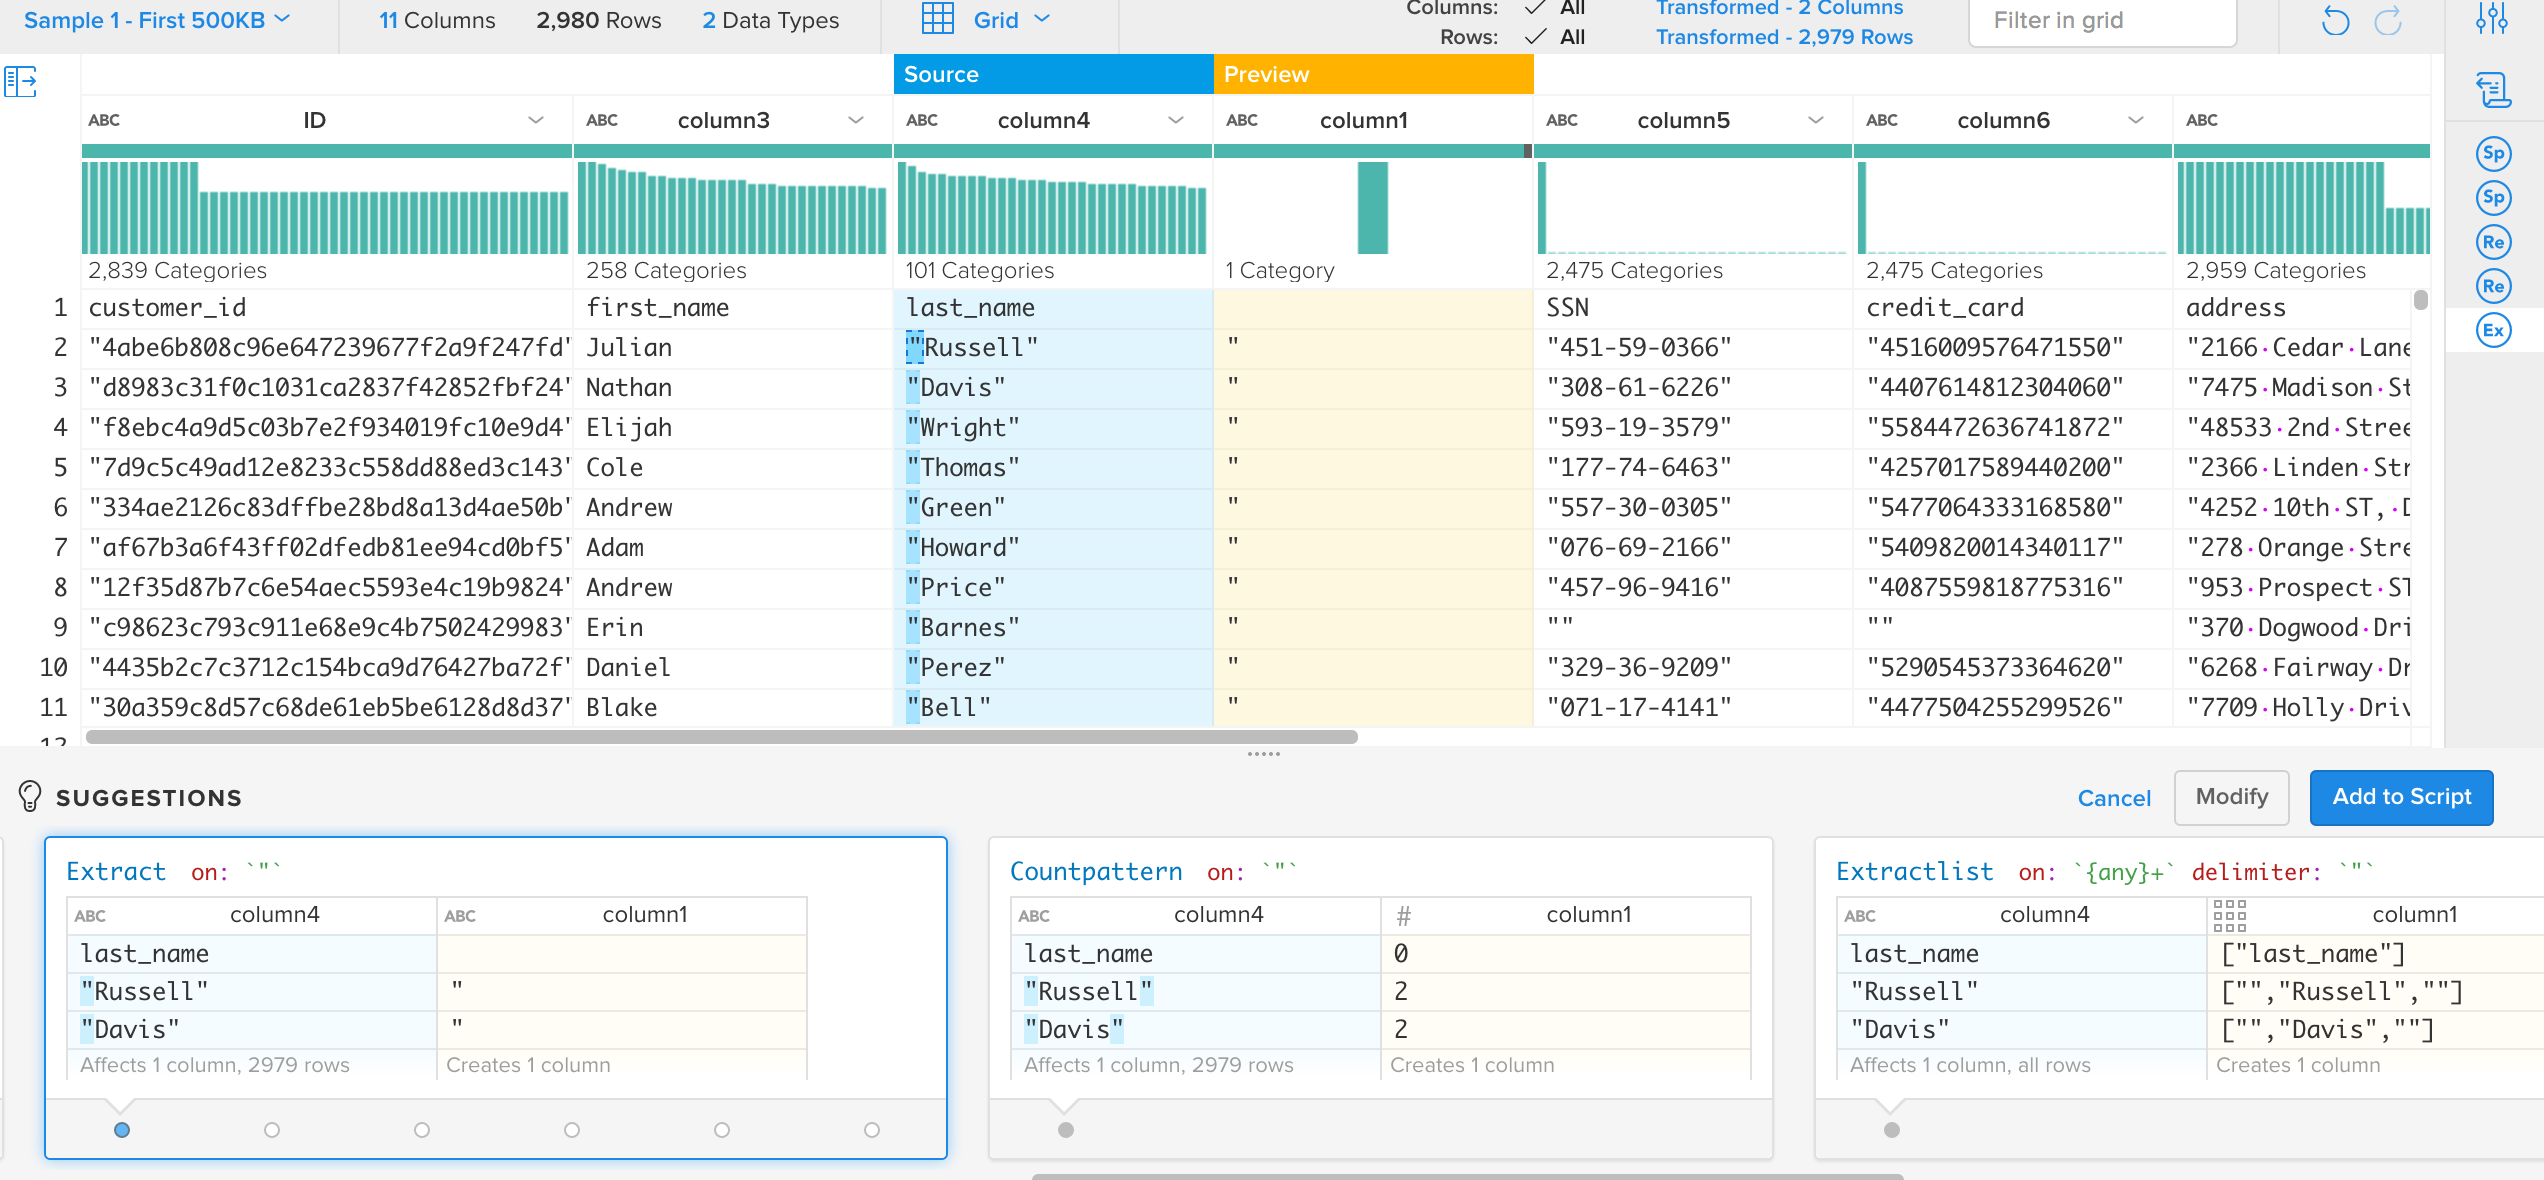 Sample 1 - First 500KB
11 Columns
2,980 Rows
2 Data Types
Grid
Columns: All Transformed - 2 Columns
Rows: All Transformed - 2,979 Rows
Filter in grid
Source Preview
ABC ID ABC column3 ABC column4 ABC column1 ABC column5 ABC column6 ABC
2,839 Categories 258 Categories 101 Categories 1 Category 2,475 Categories 2,475 Categories 2,959 Categories
1 customer_id first_name last_name SSN credit_card address
2 "4abe6b808c96e647239677f2a9f247fd" Julian "Russell" " "451-59-0366" "4516009576471550" "2166·Cedar·Lane
3 "d8983c31f0c1031ca2837f42852fbf24" Nathan "Davis" " "308-61-6226" "4407614812304060" "7475·Madison·St
4 "f8ebc4a9d5c03b7e2f934019fc10e9d4" Elijah "Wright" " "593-19-3579" "5584472636741872" "48533·2nd·Stree
5 "7d9c5c49ad12e8233c558dd88ed3c143" Cole "Thomas" " "177-74-6463" "4257017589440200" "2366·Linden·Str
6 "334ae2126c83dffbe28bd8a13d4ae50b" Andrew "Green" " "557-30-0305" "5477064333168580" "4252·10th·ST,·D
7 "af67b3a6f43ff02dfedb81ee94cd0bf5" Adam "Howard" " "076-69-2166" "5409820014340117" "278·Orange·Stre
8 "12f35d87b7c6e54aec5593e4c19b9824" Andrew "Price" " "457-96-9416" "4087559818775316" "953·Prospect·ST
9 "c98623c793c911e68e9c4b7502429983" Erin "Barnes" " "" "" "370·Dogwood·Dri
10 "4435b2c7c3712c154bca9d76427ba72f" Daniel "Perez" " "329-36-9209" "5290545373364620" "6268·Fairway·Dr
11 "30a359c8d57c68de61eb5be6128d8d37" Blake "Bell" " "071-17-4141" "4477504255299526" "7709·Holly·Driv
12
Sp
Sp
Re
Re
Ex
SUGGESTIONS
Cancel
Modify
Add to Script
Extract on: `"`
ABC column4 ABC column1
last_name
"Russell" "
"Davis" "
Affects 1 column, 2979 rows Creates 1 column
Countpattern on: `"`
ABC column4 # column1
last_name 0
"Russell" 2
"Davis" 2
Affects 1 column, 2979 rows Creates 1 column
Extractlist on: `{any}+` delimiter: `"`
ABC column4 column1
last_name ["last_name"]
"Russell" ["","Russell",""]
"Davis" ["","Davis",""]
Affects 1 column, all rows Creates 1 column